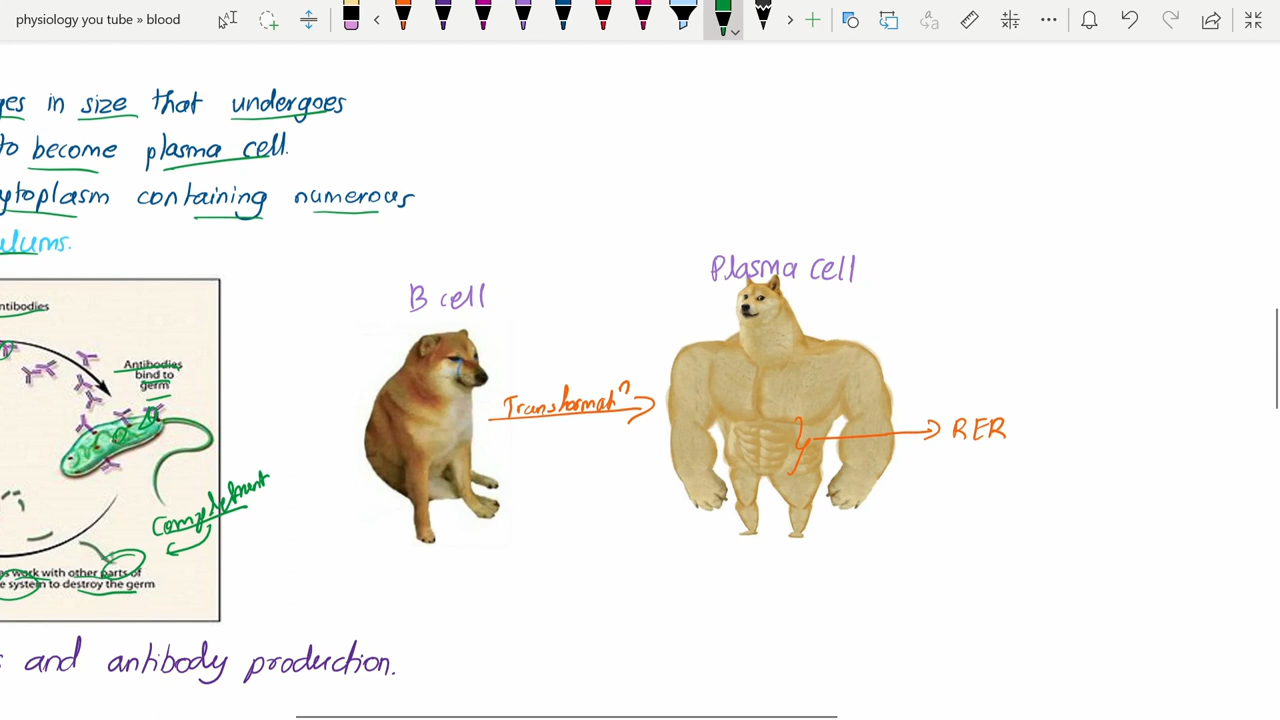 physiology you tube » blood
ges in size that undergoes
to become plasma cell.
ytoplasm containing numerous
ulums.
ntibodies
Antibodies
bind to
germ
Complement
s work with other parts of
e system to destroy the germ
B cell
Transformatⁿ
Plasma cell
RER
s and antibody production.